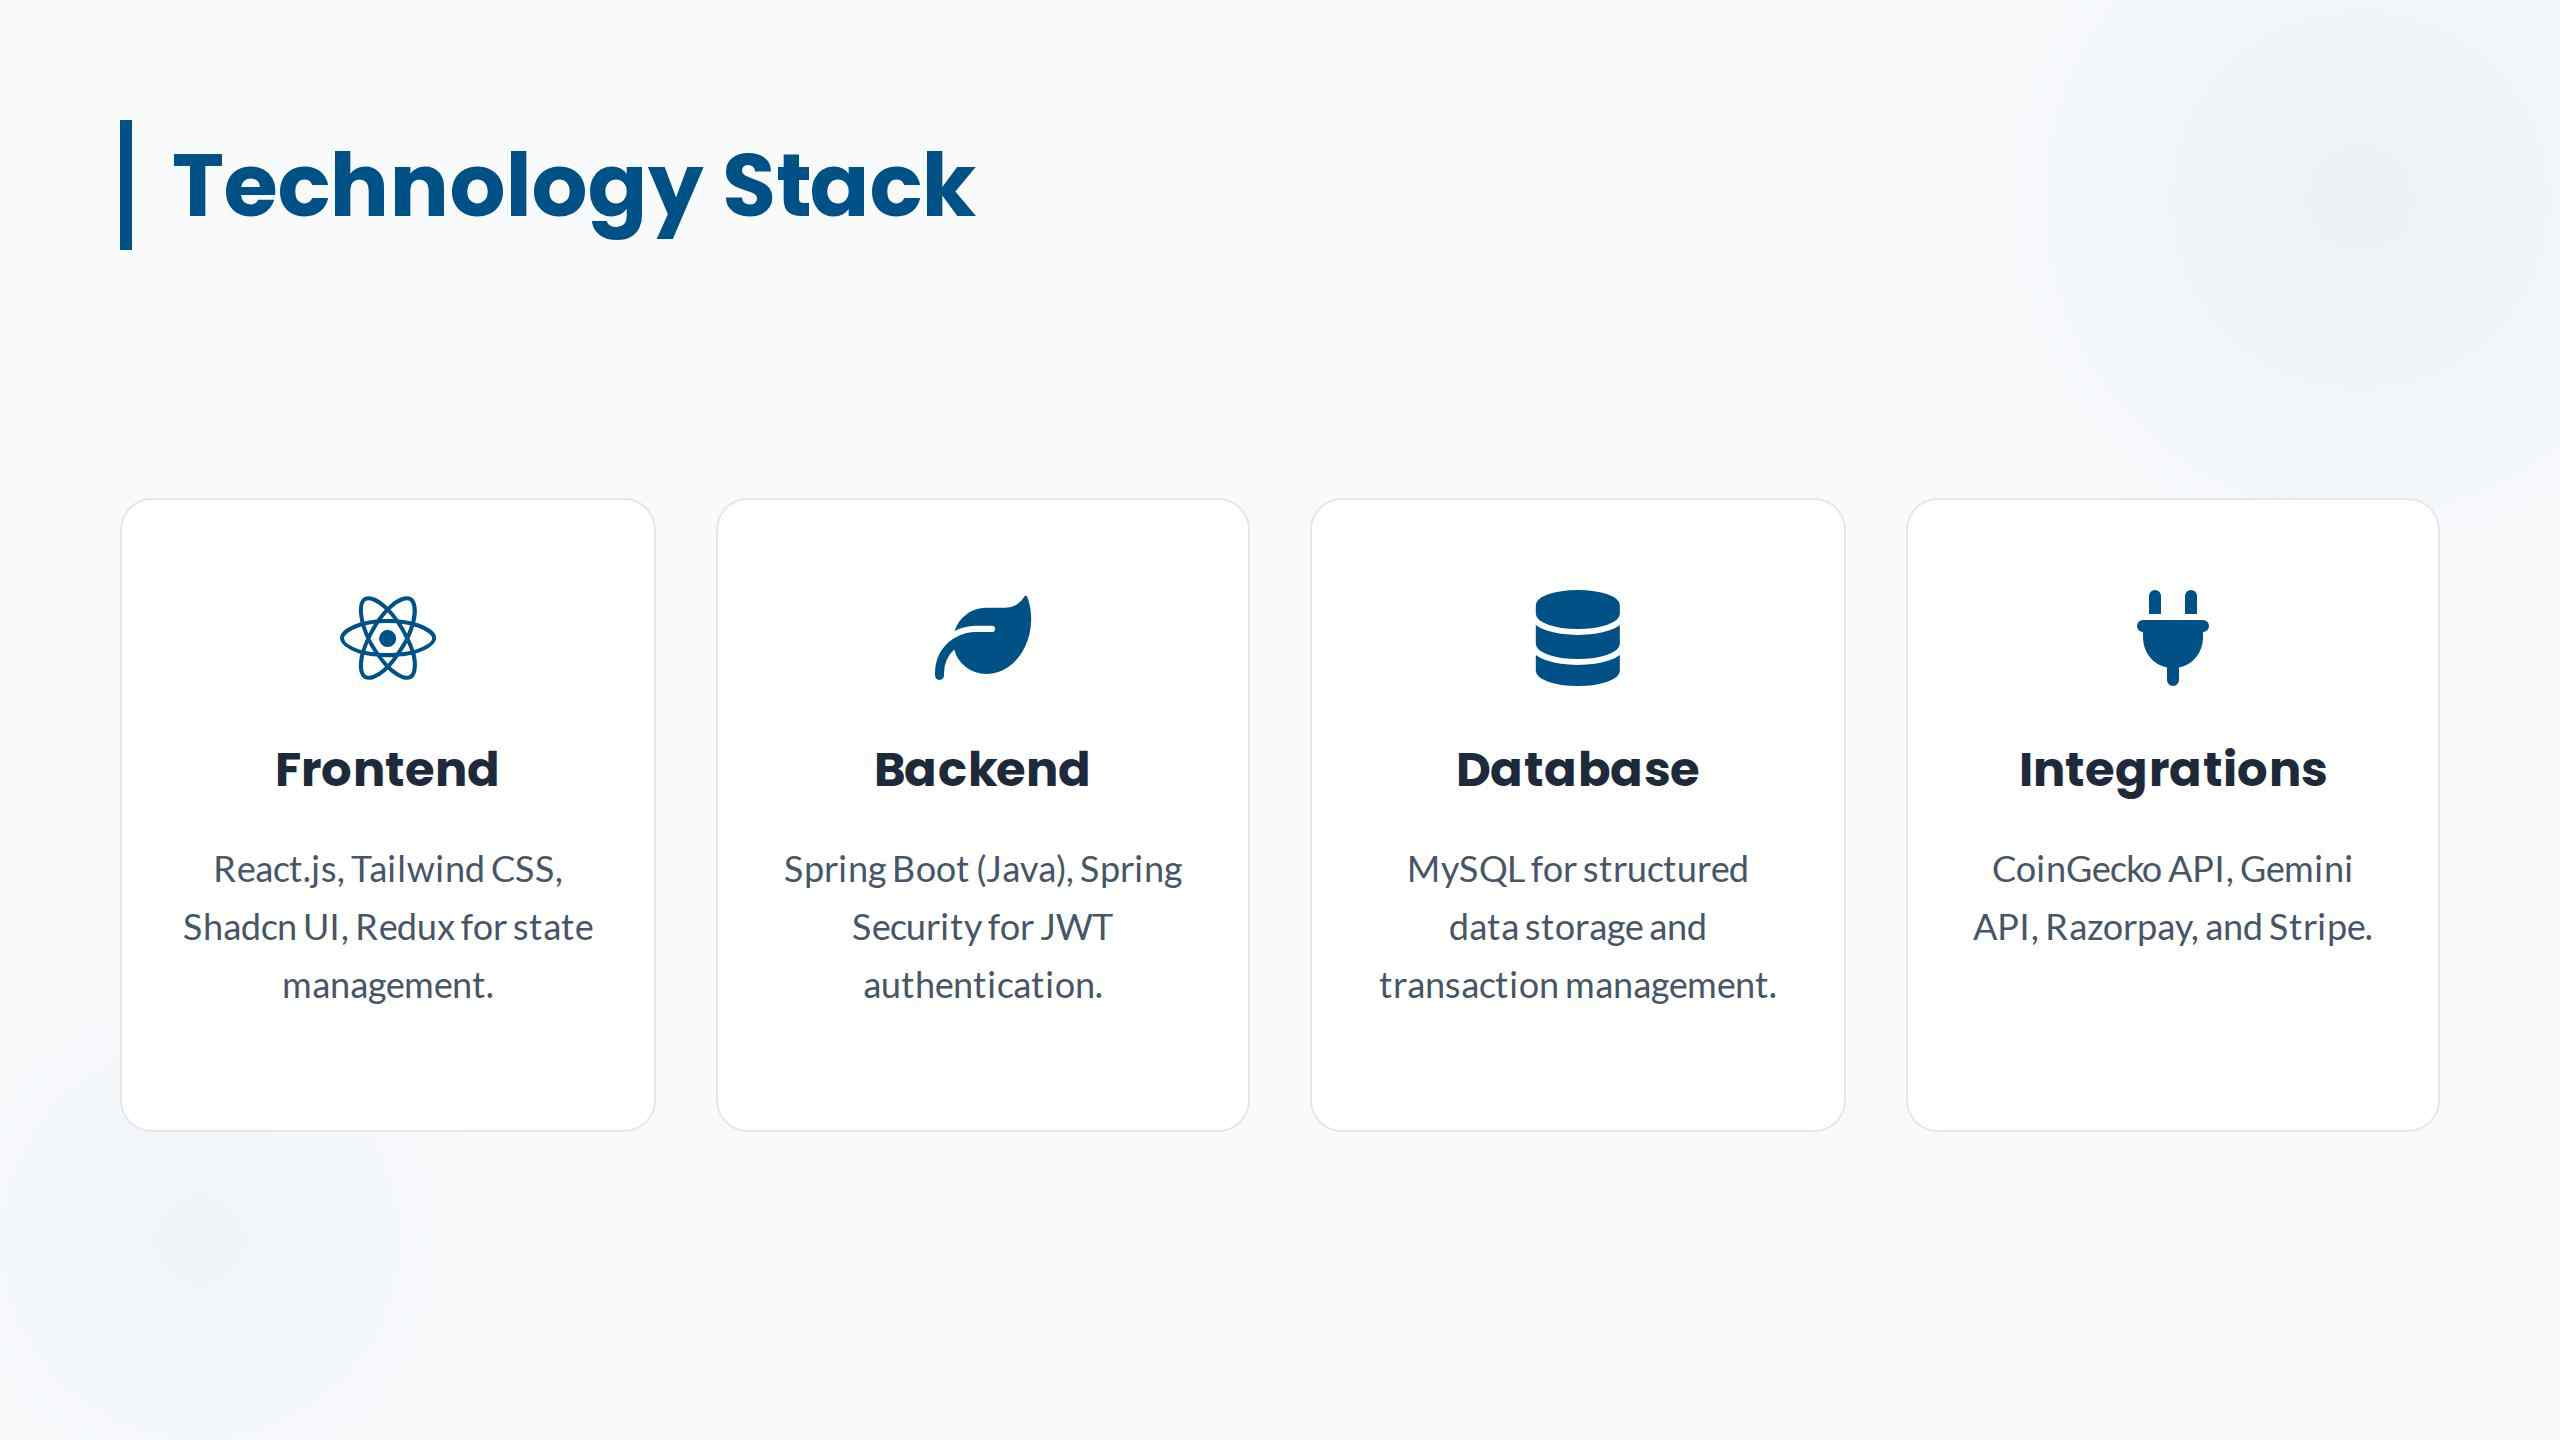 Technology Stack
Frontend
React.js, Tailwind CSS,
Shadcn UI, Redux for state
management.
Backend
Spring Boot (Java), Spring
Security for JWT
authentication.
Database
MySQL for structured
data storage and
transaction management.
Integrations
CoinGecko API, Gemini
API, Razorpay, and Stripe.